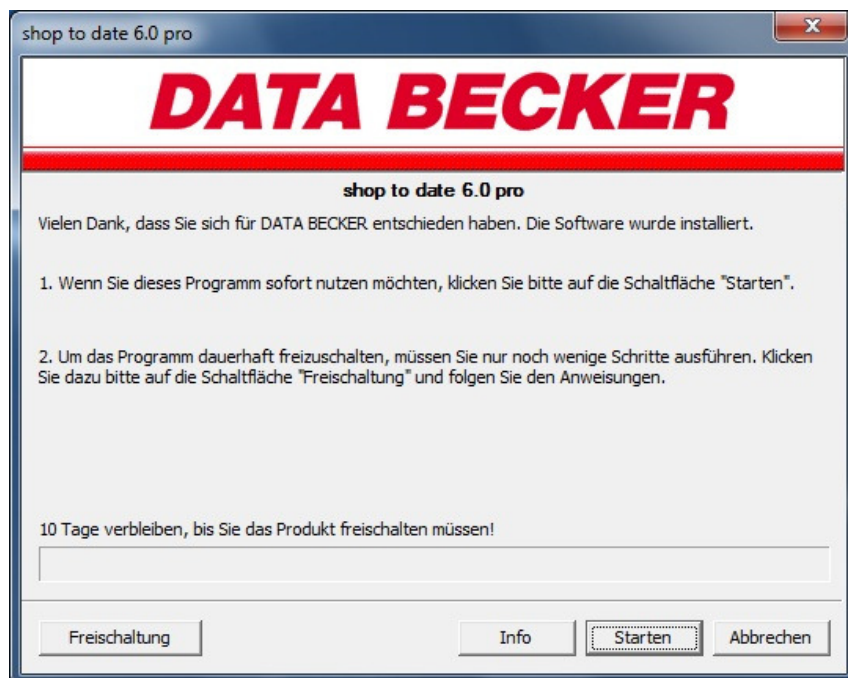 shop to date 6.0 pro
DATA BECKER
shop to date 6.0 pro
Vielen Dank, dass Sie sich für DATA BECKER entschieden haben. Die Software wurde installiert.
1. Wenn Sie dieses Programm sofort nutzen möchten, klicken Sie bitte auf die Schaltfläche "Starten".
2. Um das Programm dauerhaft freizuschalten, müssen Sie nur noch wenige Schritte ausführen. Klicken
Sie dazu bitte auf die Schaltfläche "Freischaltung" und folgen Sie den Anweisungen.
10 Tage verbleiben, bis Sie das Produkt freischalten müssen!
Freischaltung Info Starten Abbrechen